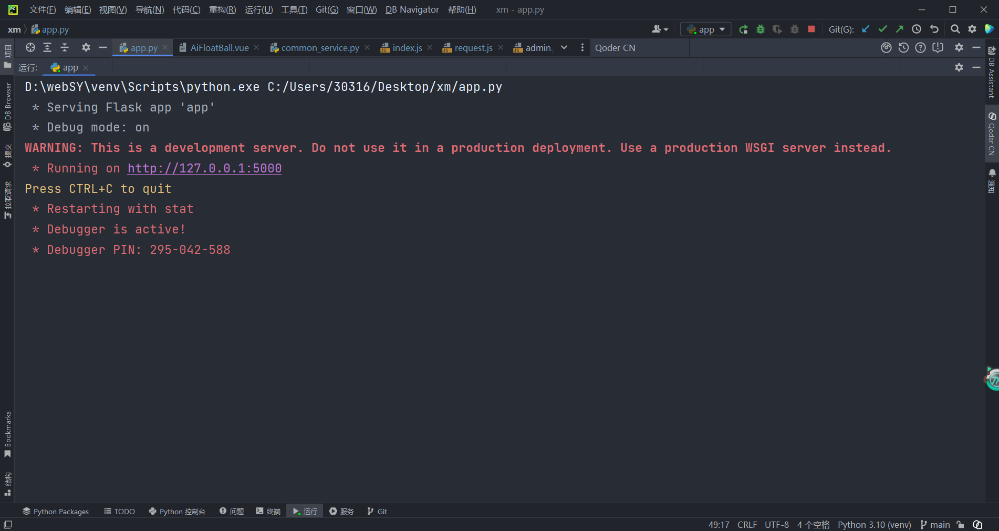 文件(F) 编辑(E) 视图(V) 导航(N) 代码(C) 重构(R) 运行(U) 工具(T) Git(G) 窗口(W) DB Navigator 帮助(H) xm - app.py
xm app.py app Git(G):
app.py AiFloatBall.vue common_service.py index.js request.js admin. Qoder CN
运行: app
D:\webSY\venv\Scripts\python.exe C:/Users/30316/Desktop/xm/app.py
* Serving Flask app 'app'
* Debug mode: on
WARNING: This is a development server. Do not use it in a production deployment. Use a production WSGI server instead.
* Running on http://127.0.0.1:5000
Press CTRL+C to quit
* Restarting with stat
* Debugger is active!
* Debugger PIN: 295-042-588
项目
DB Browser
提交
拉取请求
Bookmarks
结构
DB Assistant
Qoder CN
通知
Python Packages TODO Python 控制台 问题 终端 运行 服务 Git
49:17 CRLF UTF-8 4 个空格 Python 3.10 (venv) main